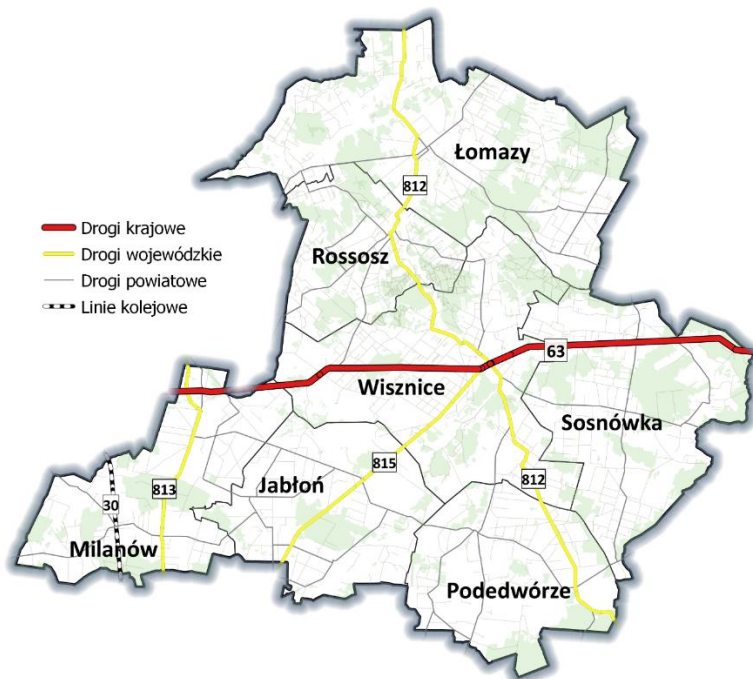 Łomazy
812
Drogi krajowe
Drogi wojewódzkie
Drogi powiatowe
Linie kolejowe
Rossosz
63
Wisznice
Sosnówka
815
812
Jabłoń
813
30
Milanów
Podedwórze